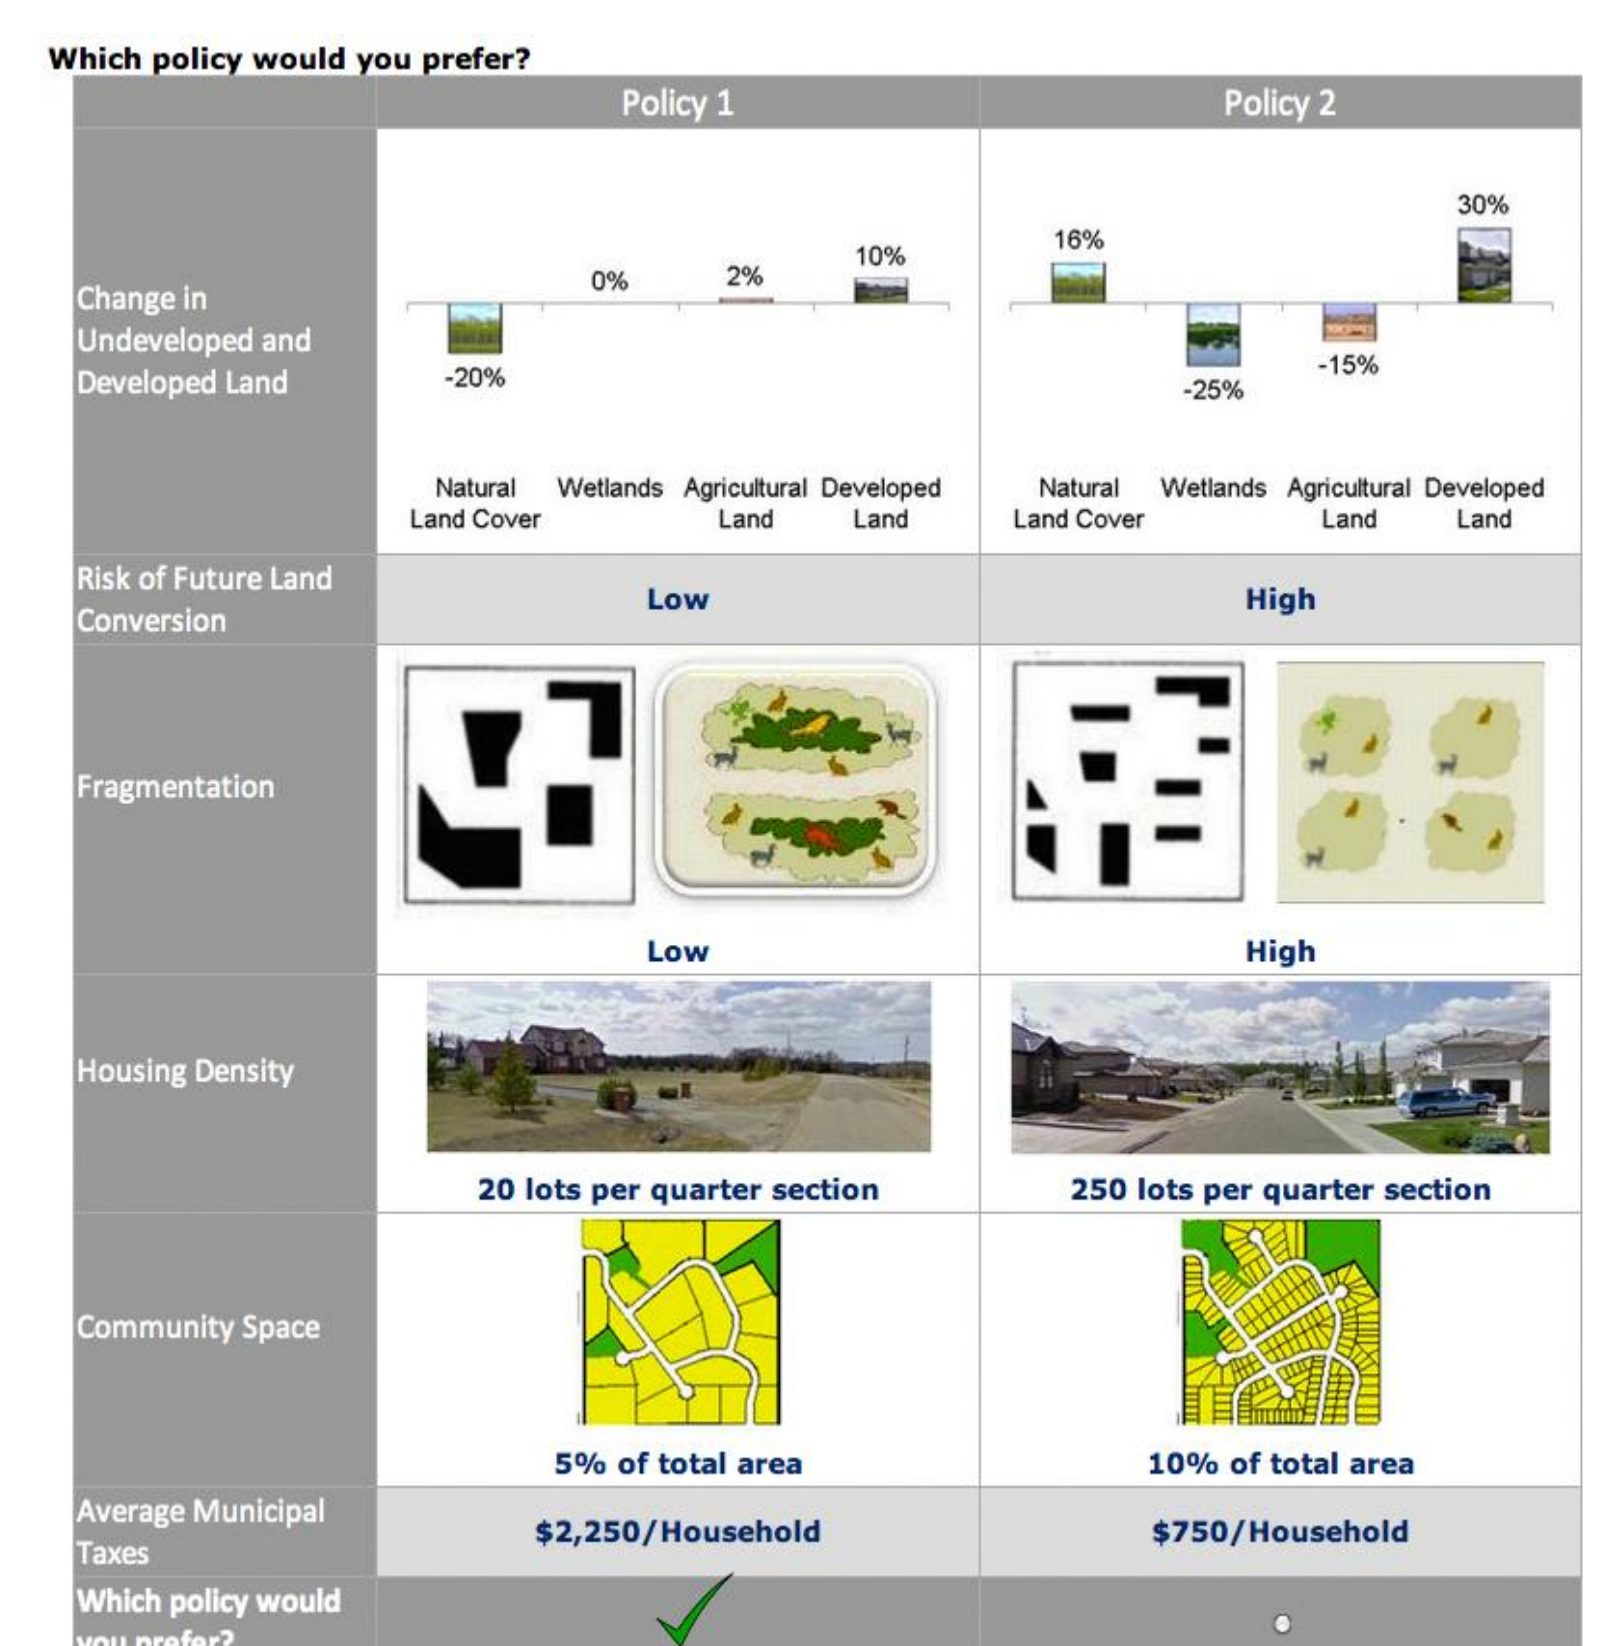 Which policy would you prefer?
Policy 1
Policy 2
Change in
Undeveloped and
Developed Land
-20%
0%
2%
10%
Natural
Land Cover
Wetlands
Agricultural
Land
Developed
Land
16%
-25%
-15%
30%
Natural
Land Cover
Wetlands
Agricultural
Land
Developed
Land
Risk of Future Land
Conversion
Low
High
Fragmentation
Low
High
Housing Density
20 lots per quarter section
250 lots per quarter section
Community Space
5% of total area
10% of total area
Average Municipal
Taxes
$2,250/Household
$750/Household
Which policy would
you prefer?